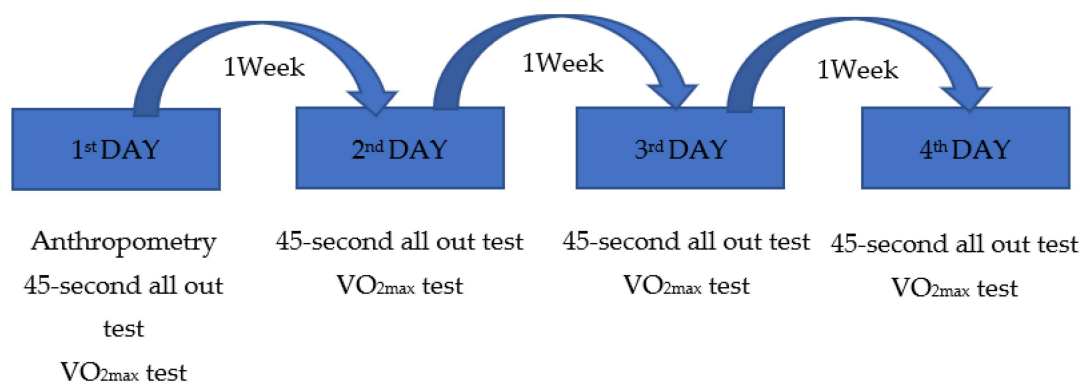 1Week
1Week
1Week
1st DAY
2nd DAY
3rd DAY
4th DAY
Anthropometry
45-second all out
test
VO2max test
45-second all out test
VO2max test
45-second all out test
VO2max test
45-second all out test
VO2max test